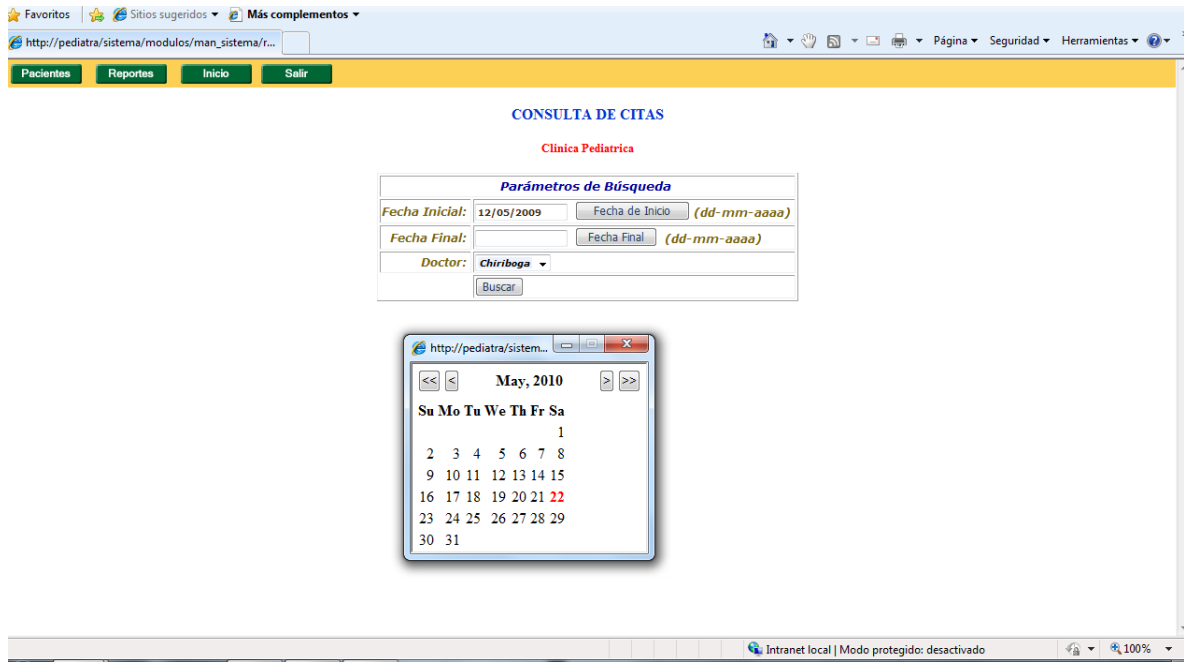 Favoritos Sitios sugeridos Más complementos
http://pediatra/sistema/modulos/man_sistema/r... Página Seguridad Herramientas
Pacientes Reportes Inicio Salir
CONSULTA DE CITAS
Clinica Pediatrica
Parámetros de Búsqueda
Fecha Inicial: 12/05/2009 Fecha de Inicio (dd-mm-aaaa)
Fecha Final: Fecha Final (dd-mm-aaaa)
Doctor: Chiriboga
Buscar
http://pediatra/sistem...
<< < May, 2010 > >>
Su Mo Tu We Th Fr Sa
1
2 3 4 5 6 7 8
9 10 11 12 13 14 15
16 17 18 19 20 21 22
23 24 25 26 27 28 29
30 31
Intranet local | Modo protegido: desactivado 100%